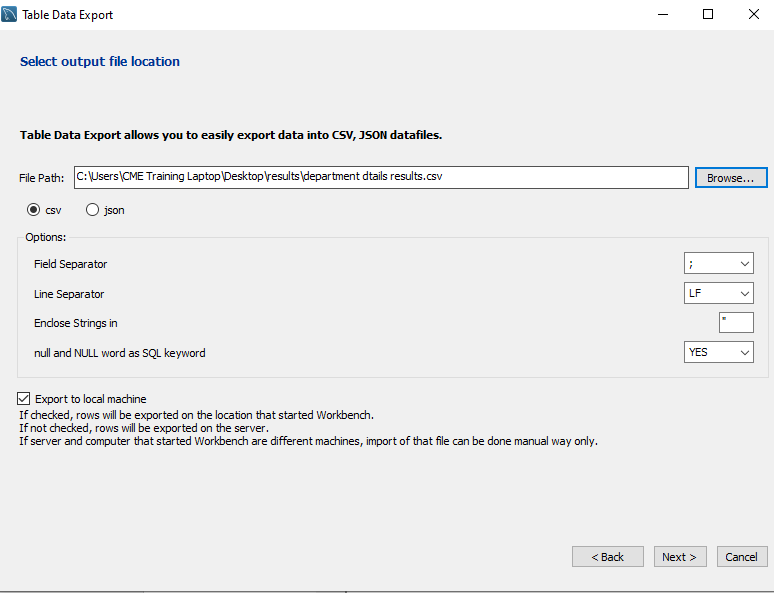 Table Data Export
Select output file location
Table Data Export allows you to easily export data into CSV, JSON datafiles.
File Path: C:\Users\CME Training Laptop\Desktop\results\department dtails results.csv Browse...
csv json
Options:
Field Separator ;
Line Separator LF
Enclose Strings in "
null and NULL word as SQL keyword YES
Export to local machine
If checked, rows will be exported on the location that started Workbench.
If not checked, rows will be exported on the server.
If server and computer that started Workbench are different machines, import of that file can be done manual way only.
< Back Next > Cancel